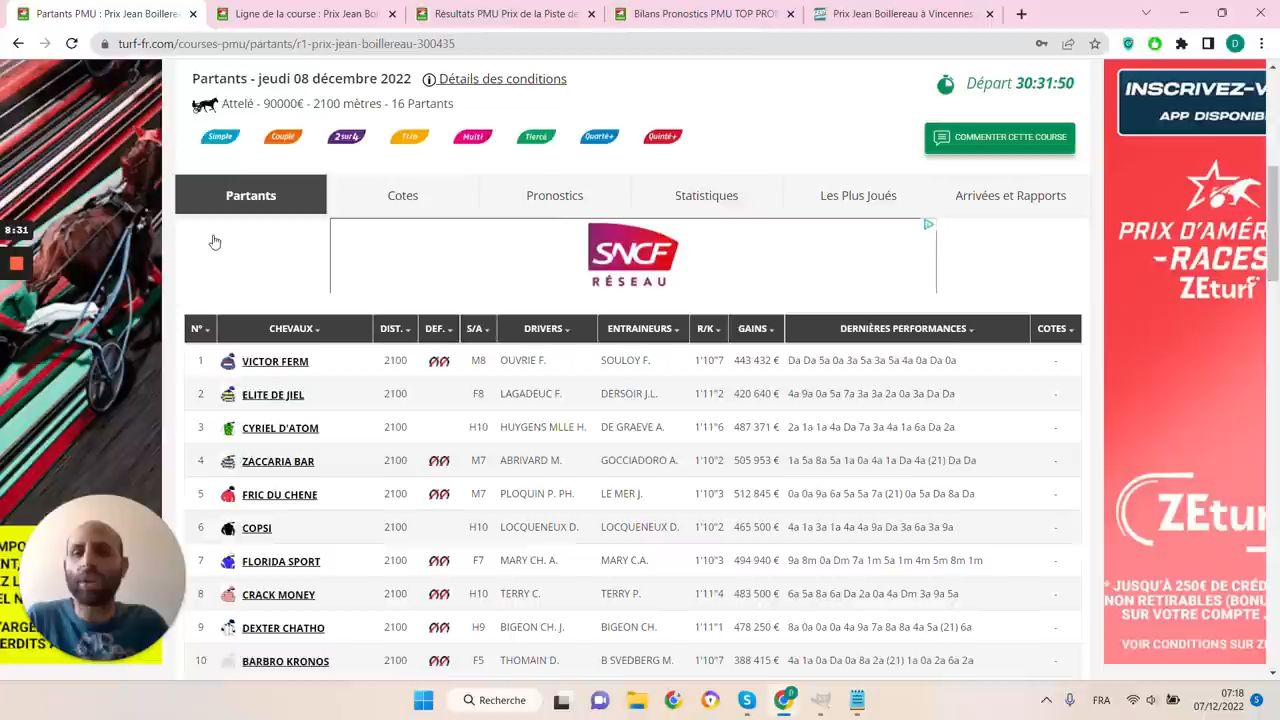 Partants PMU : Prix Jean Boi
Ligne de la course : Prix Jean Boi
Résultats PMU Prix de la Piste de
Bilans Pronostics PMU PRO
Prix Jean Boillereau à Vincennes
turf-fr.com/courses-pmu/partants/r1-prix-jean-boillereau-300435
D
Partants - jeudi 08 décembre 2022
Détails des conditions
Départ 30:31:50
Attelé - 90000€ - 2100 mètres - 16 Partants
Simple Couplé 2 sur 4 Trio Multi Tiercé Quarté+ Quinté+
COMMENTER CETTE COURSE
Partants Cotes Pronostics Statistiques Les Plus Joués Arrivées et Rapports
SNCF
RÉSEAU
8:31
N° CHEVAUX DIST. DEF. S/A DRIVERS ENTRAINEURS R/K GAINS DERNIÈRES PERFORMANCES COTES
1 VICTOR FERM 2100 M8 OUVRIE F. SOULOY F. 1'10"7 443 432 € Da Da 5a 0a 3a 5a 3a 5a 4a 0a Da 0a -
2 ELITE DE JIEL 2100 F8 LAGADEUC F. DERSOIR J.L. 1'11"2 420 640 € 4a 9a 0a 5a 7a 3a 3a 2a 0a 3a Da Da -
3 CYRIEL D'ATOM 2100 H10 HUYGENS MLLE H. DE GRAEVE A. 1'11"6 487 371 € 2a 1a 1a 4a Da 7a 3a 4a 1a 6a Da 2a -
4 ZACCARIA BAR 2100 M7 ABRIVARD M. GOCCIADORO A. 1'10"2 505 953 € 1a 5a 8a 5a 1a 0a 4a 1a Da 4a (21) Da Da -
5 FRIC DU CHENE 2100 M7 PLOQUIN P. PH. LE MER J. 1'10"3 512 845 € 0a 0a 9a 6a 5a 5a 7a (21) 0a 5a Da 8a Da -
6 COPSI 2100 H10 LOCQUENEUX D. LOCQUENEUX D. 1'10"2 465 500 € 4a 1a 3a 1a 4a 4a 9a Da 3a 6a 3a 9a -
7 FLORIDA SPORT 2100 F7 MARY CH. A. MARY C.A. 1'10"3 494 940 € 9a 8m 0a Dm 7a 1m 5a 1m 4m 5m 8m 1m -
8 CRACK MONEY 2100 H10 TERRY C. TERRY P. 1'11"4 483 500 € 6a 5a 8a 6a Da 2a 0a 4a Dm 3a 9a 5a -
9 DEXTER CHATHO 2100 H9 BIGEON CH. J. BIGEON CH. 1'11"1 478 250 € 8a 0a 0a 0a 4a 9a 7a 8a 8a 4a 5a (21) 6a -
10 BARBRO KRONOS 2100 F5 THOMAIN D. B SVEDBERG M. 1'10"7 388 415 € 4a 1a 0a Da 0a 8a 2a (21) 1a 0a 2a 6a 2a -
INSCRIVEZ-V
APP DISPONIB
PRIX D'AMÉR
-RACES
ZEturf
ZEturf
* JUSQU'À 250€ DE CRÉD
NON RETIRABLES (BONU
SUR VOTRE COMPTE
VOIR CONDITIONS SUR ZE
Recherche
FRA
07:18
07/12/2022
5